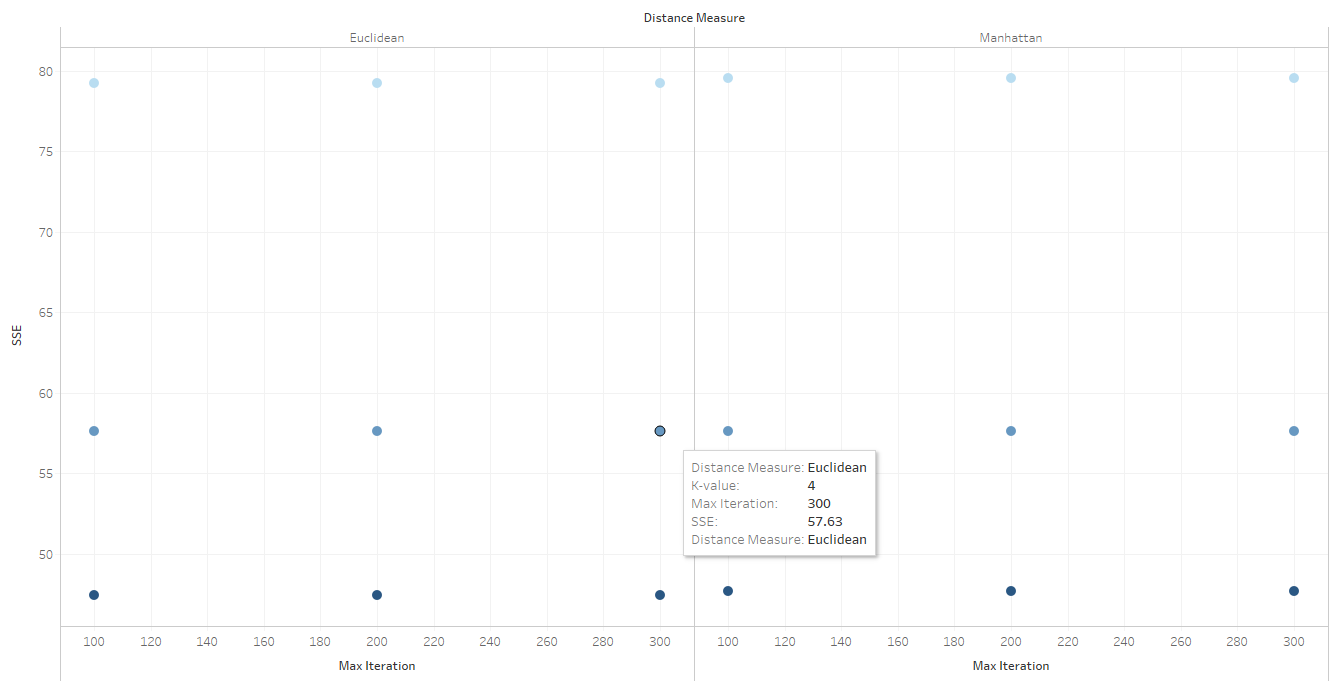 Distance Measure
Euclidean Manhattan
80
75
70
65
60
55
50
SSE
Distance Measure: Euclidean
K-value: 4
Max Iteration: 300
SSE: 57.63
Distance Measure: Euclidean
100 120 140 160 180 200 220 240 260 280 300 100 120 140 160 180 200 220 240 260 280 300
Max Iteration Max Iteration